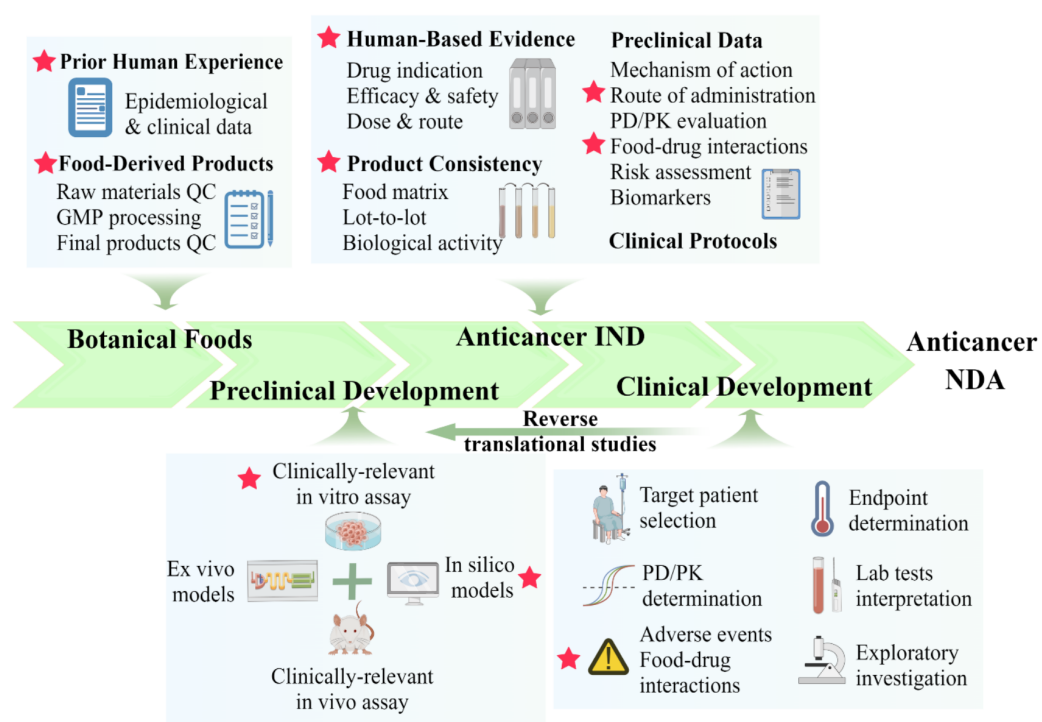 Prior Human Experience
Epidemiological
& clinical data
Food-Derived Products
Raw materials QC
GMP processing
Final products QC
Human-Based Evidence
Drug indication
Efficacy & safety
Dose & route
Product Consistency
Food matrix
Lot-to-lot
Biological activity
Preclinical Data
Mechanism of action
Route of administration
PD/PK evaluation
Food-drug interactions
Risk assessment
Biomarkers
Clinical Protocols
Botanical Foods
Preclinical Development
Anticancer IND
Clinical Development
Anticancer
NDA
Reverse
translational studies
Clinically-relevant
in vitro assay
Ex vivo
models
In silico
models
Clinically-relevant
in vivo assay
Target patient
selection
Endpoint
determination
PD/PK
determination
Lab tests
interpretation
Adverse events
Food-drug
interactions
Exploratory
investigation